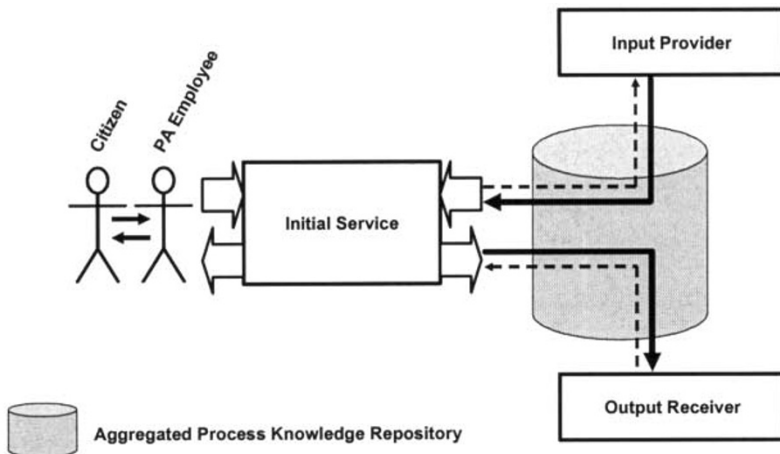 Input Provider
Citizen
PA Employee
Initial Service
Output Receiver
Aggregated Process Knowledge Repository